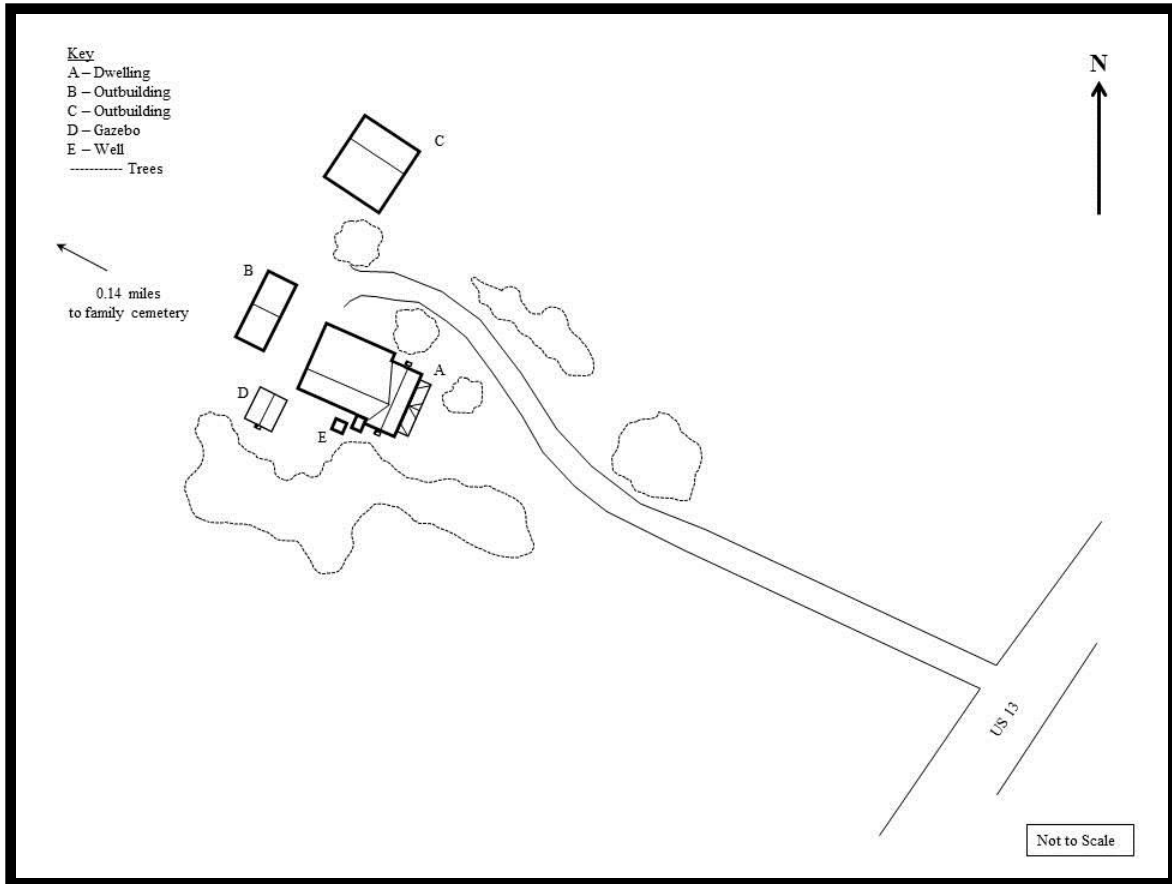 Key
A – Dwelling
B – Outbuilding
C – Outbuilding
D – Gazebo
E – Well
----------- Trees
N
C
B
0.14 miles
to family cemetery
A
D
E
US 13
Not to Scale